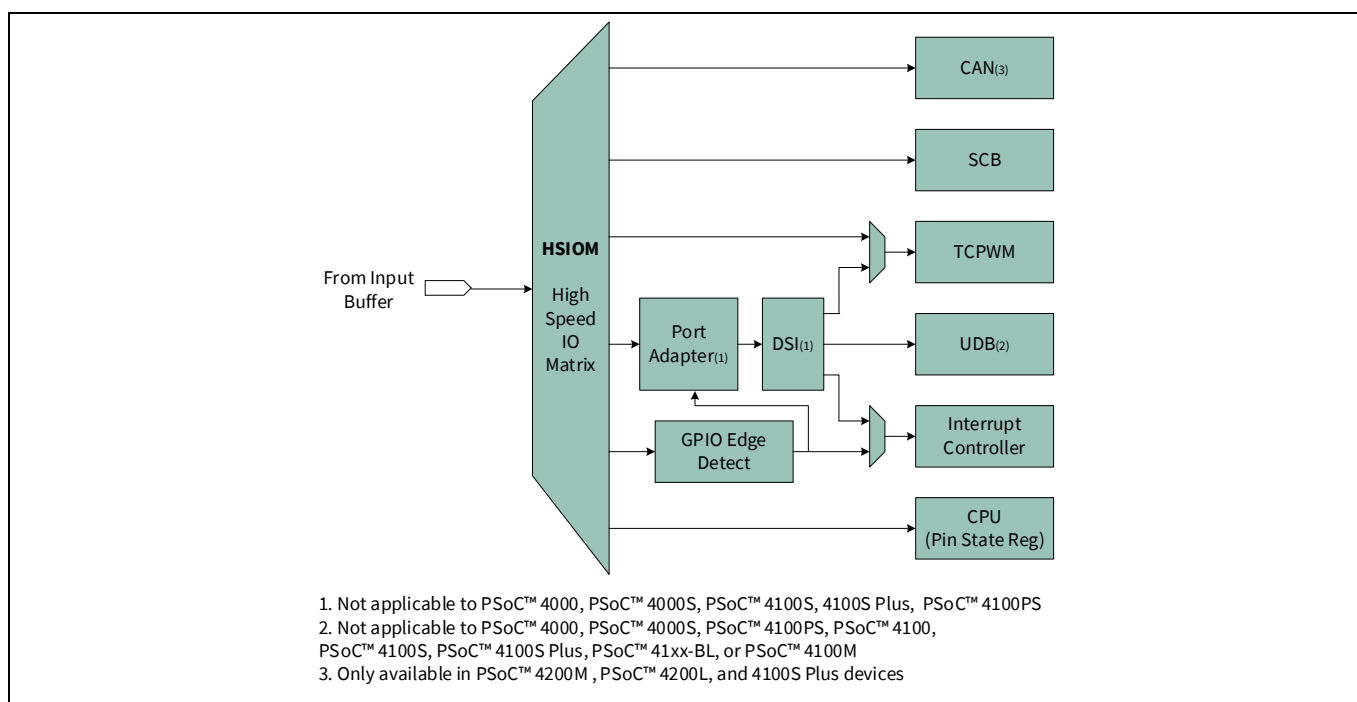 CAN(3)
SCB
HSIOM
TCPWM
From Input
Buffer
High
Speed
IO
Matrix
Port
Adapter(1)
DSI(1)
UDB(2)
GPIO Edge
Detect
Interrupt
Controller
CPU
(Pin State Reg)
1. Not applicable to PSoC™ 4000, PSoC™ 4000S, PSoC™ 4100S, 4100S Plus, PSoC™ 4100PS
2. Not applicable to PSoC™ 4000, PSoC™ 4000S, PSoC™ 4100PS, PSoC™ 4100,
PSoC™ 4100S, PSoC™ 4100S Plus, PSoC™ 41xx-BL, or PSoC™ 4100M
3. Only available in PSoC™ 4200M , PSoC™ 4200L, and 4100S Plus devices